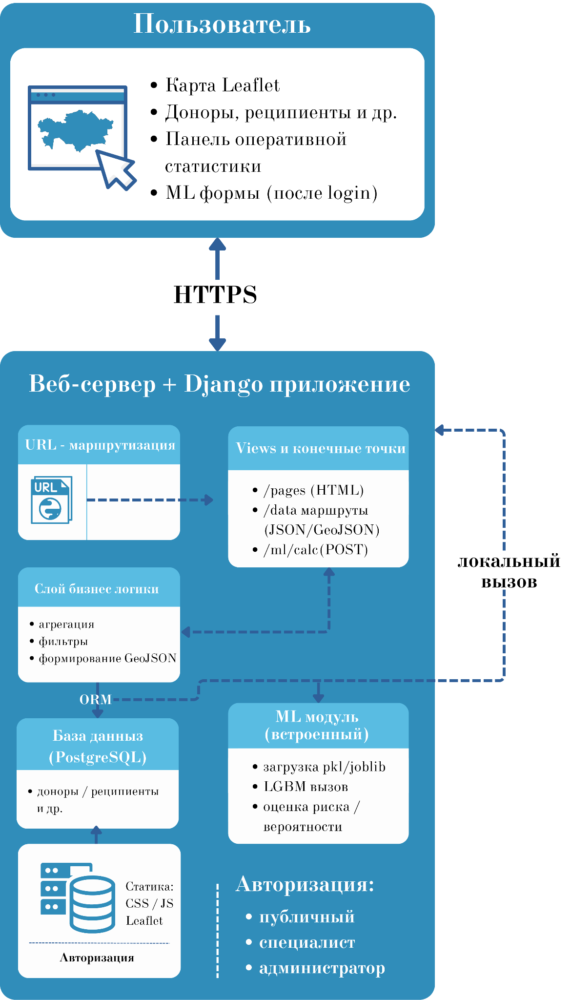 Пользователь
• Карта Leaflet
• Доноры, реципиенты и др.
• Панель оперативной
статистики
• ML формы (после login)
HTTPS
Веб-сервер + Django приложение
URL - маршрутизация
URL
Views и конечные точки
• /pages (HTML)
• /data маршруты
(JSON/GeoJSON)
• /ml/calc(POST)
локальный
вызов
Слой бизнес логики
• агрегация
• фильтры
• формирование GeoJSON
ORM
База данныз
(PostgreSQL)
• доноры / реципиенты
и др.
ML модуль
(встроенный)
• загрузка pkl/joblib
• LGBM вызов
• оценка риска /
вероятности
Статика:
CSS / JS
Leaflet
Авторизация
Авторизация:
• публичный
• специалист
• администратор